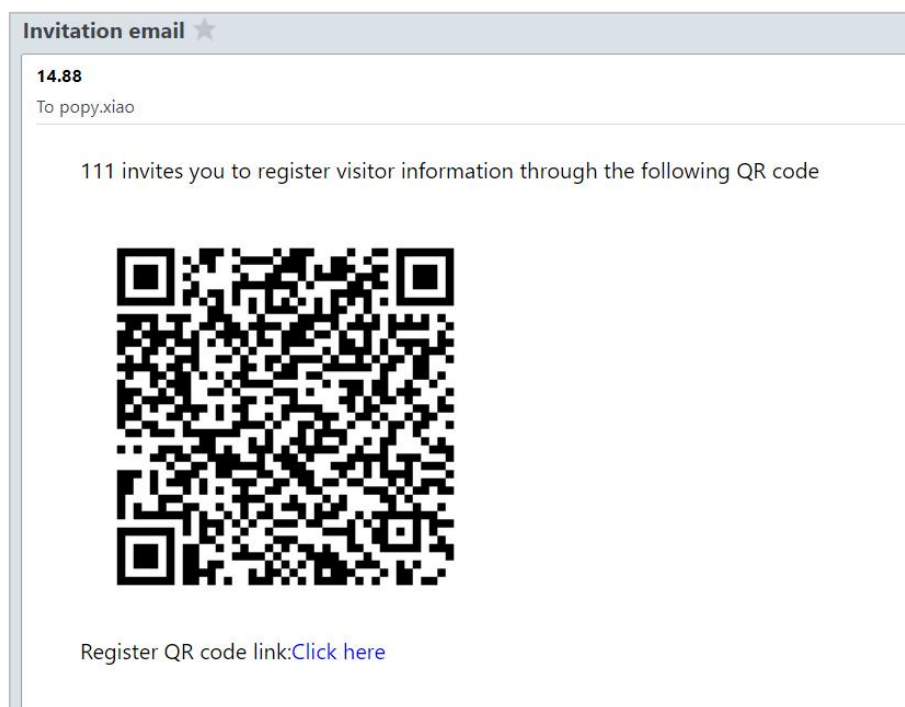 Invitation email
14.88
To popy.xiao
111 invites you to register visitor information through the following QR code
Register QR code link:Click here